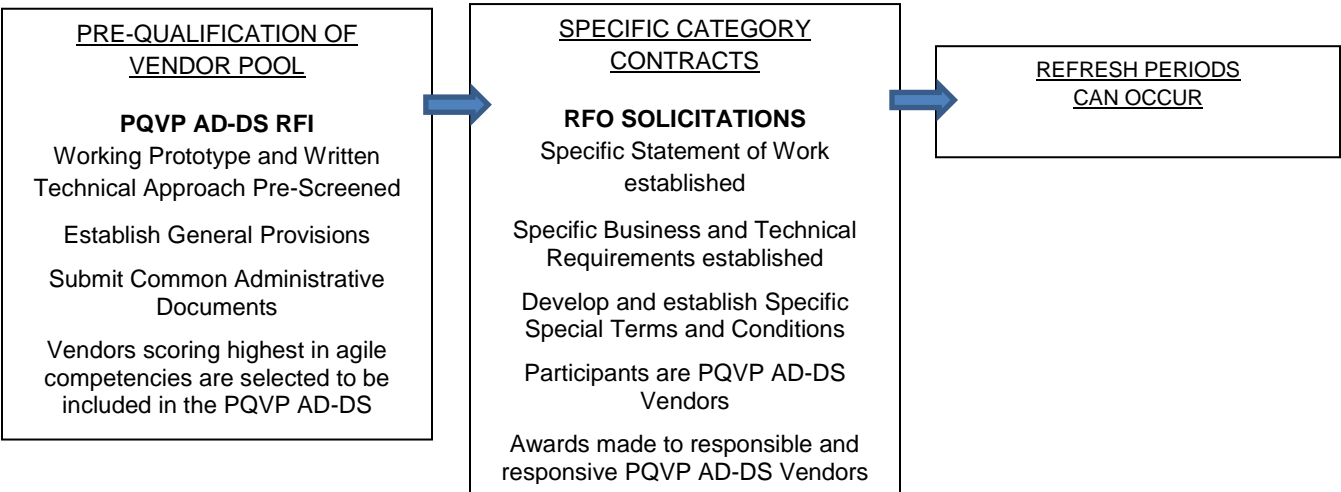 PRE-QUALIFICATION OF
VENDOR POOL
PQVP AD-DS RFI
Working Prototype and Written
Technical Approach Pre-Screened
Establish General Provisions
Submit Common Administrative
Documents
Vendors scoring highest in agile
competencies are selected to be
included in the PQVP AD-DS
SPECIFIC CATEGORY
CONTRACTS
RFO SOLICITATIONS
Specific Statement of Work
established
Specific Business and Technical
Requirements established
Develop and establish Specific
Special Terms and Conditions
Participants are PQVP AD-DS
Vendors
Awards made to responsible and
responsive PQVP AD-DS Vendors
REFRESH PERIODS
CAN OCCUR